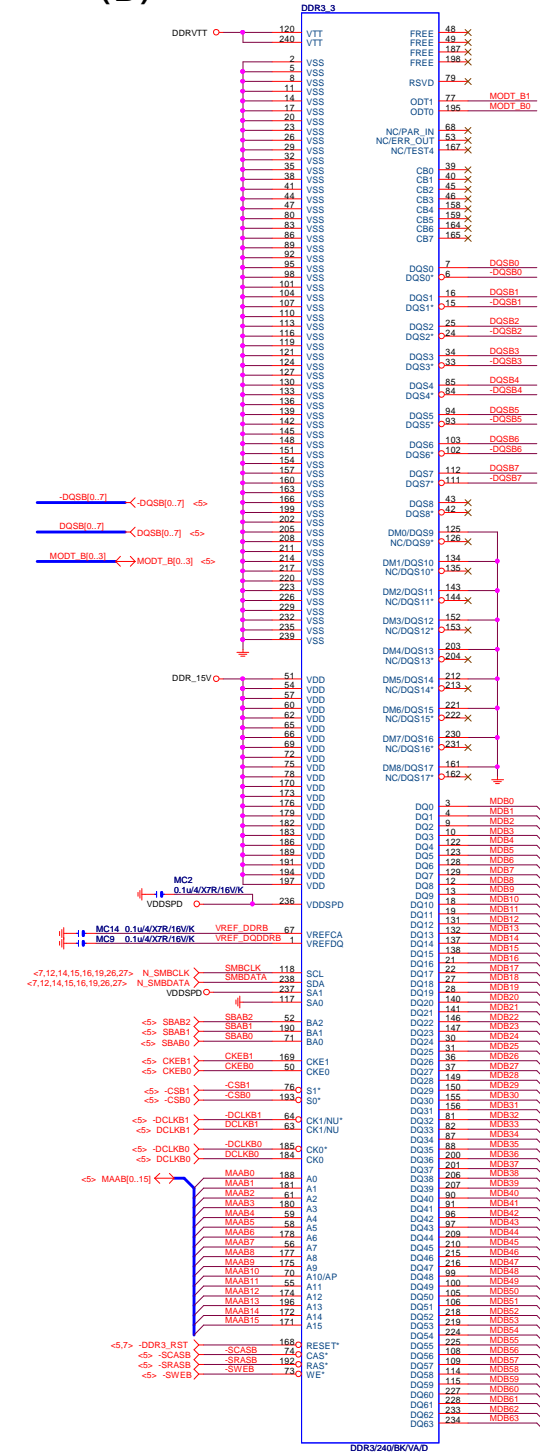 (B)
DDR3_3
DDRVTT 120 VTT
240 VTT
2 VSS
5 VSS
8 VSS
11 VSS
14 VSS
17 VSS
20 VSS
23 VSS
26 VSS
29 VSS
32 VSS
35 VSS
38 VSS
41 VSS
44 VSS
47 VSS
80 VSS
83 VSS
86 VSS
89 VSS
92 VSS
95 VSS
98 VSS
101 VSS
104 VSS
107 VSS
110 VSS
113 VSS
116 VSS
119 VSS
121 VSS
124 VSS
127 VSS
130 VSS
133 VSS
136 VSS
139 VSS
142 VSS
145 VSS
148 VSS
151 VSS
154 VSS
157 VSS
160 VSS
163 VSS
166 VSS
199 VSS
202 VSS
205 VSS
208 VSS
211 VSS
214 VSS
217 VSS
220 VSS
223 VSS
226 VSS
229 VSS
232 VSS
235 VSS
239 VSS
-DQSB[0..7] -DQSB[0..7] <5>
DQSB[0..7] DQSB[0..7] <5>
MODT_B[0..3] MODT_B[0..3] <5>
DDR_15V 51 VDD
54 VDD
57 VDD
60 VDD
62 VDD
65 VDD
66 VDD
69 VDD
72 VDD
75 VDD
78 VDD
170 VDD
173 VDD
176 VDD
179 VDD
182 VDD
183 VDD
186 VDD
189 VDD
191 VDD
194 VDD
197 VDD
MC2
0.1u/4/X7R/16V/K
VDDSPD 236 VDDSPD
MC14 0.1u/4/X7R/16V/K VREF_DDRB 67 VREFCA
MC9 0.1u/4/X7R/16V/K VREF_DQDDRB 1 VREFDQ
<7,12,14,15,16,19,26,27> N_SMBCLK SMBCLK 118 SCL
<7,12,14,15,16,19,26,27> N_SMBDATA SMBDATA 238 SDA
VDDSPD 237 SA1
117 SA0
<5> SBAB2 SBAB2 52 BA2
<5> SBAB1 SBAB1 190 BA1
<5> SBAB0 SBAB0 71 BA0
<5> CKEB1 CKEB1 169 CKE1
<5> CKEB0 CKEB0 50 CKE0
<5> -CSB1 -CSB1 76 S1*
<5> -CSB0 -CSB0 193 S0*
<5> -DCLKB1 -DCLKB1 64 CK1/NU*
<5> DCLKB1 DCLKB1 63 CK1/NU
<5> -DCLKB0 -DCLKB0 185 CK0*
<5> DCLKB0 DCLKB0 184 CK0
<5> MAAB[0..15] MAAB0 188 A0
MAAB1 181 A1
MAAB2 61 A2
MAAB3 180 A3
MAAB4 59 A4
MAAB5 58 A5
MAAB6 178 A6
MAAB7 56 A7
MAAB8 177 A8
MAAB9 175 A9
MAAB10 70 A10/AP
MAAB11 55 A11
MAAB12 174 A12
MAAB13 196 A13
MAAB14 172 A14
MAAB15 171 A15
<5,7> -DDR3_RST 168 RESET*
<5> -SCASB -SCASB 74 CAS*
<5> -SRASB -SRASB 192 RAS*
<5> -SWEB -SWEB 73 WE*
FREE 48
FREE 49
FREE 187
FREE 198
RSVD 79
ODT1 77 MODT_B1
ODT0 195 MODT_B0
NC/PAR_IN 68
NC/ERR_OUT 53
NC/TEST4 167
CB0 39
CB1 40
CB2 45
CB3 46
CB4 158
CB5 159
CB6 164
CB7 165
DQS0 7 DQSB0
DQS0* 6 -DQSB0
DQS1 16 DQSB1
DQS1* 15 -DQSB1
DQS2 25 DQSB2
DQS2* 24 -DQSB2
DQS3 34 DQSB3
DQS3* 33 -DQSB3
DQS4 85 DQSB4
DQS4* 84 -DQSB4
DQS5 94 DQSB5
DQS5* 93 -DQSB5
DQS6 103 DQSB6
DQS6* 102 -DQSB6
DQS7 112 DQSB7
DQS7* 111 -DQSB7
DQS8 43
DQS8* 42
DM0/DQS9 125
NC/DQS9* 126
DM1/DQS10 134
NC/DQS10* 135
DM2/DQS11 143
NC/DQS11* 144
DM3/DQS12 152
NC/DQS12* 153
DM4/DQS13 203
NC/DQS13* 204
DM5/DQS14 212
NC/DQS14* 213
DM6/DQS15 221
NC/DQS15* 222
DM7/DQS16 230
NC/DQS16* 231
DM8/DQS17 161
NC/DQS17* 162
DQ0 3 MDB0
DQ1 4 MDB1
DQ2 9 MDB2
DQ3 10 MDB3
DQ4 122 MDB4
DQ5 123 MDB5
DQ6 128 MDB6
DQ7 129 MDB7
DQ8 12 MDB8
DQ9 13 MDB9
DQ10 18 MDB10
DQ11 19 MDB11
DQ12 131 MDB12
DQ13 132 MDB13
DQ14 137 MDB14
DQ15 138 MDB15
DQ16 21 MDB16
DQ17 22 MDB17
DQ18 27 MDB18
DQ19 28 MDB19
DQ20 140 MDB20
DQ21 141 MDB21
DQ22 146 MDB22
DQ23 147 MDB23
DQ24 30 MDB24
DQ25 31 MDB25
DQ26 36 MDB26
DQ27 37 MDB27
DQ28 149 MDB28
DQ29 150 MDB29
DQ30 155 MDB30
DQ31 156 MDB31
DQ32 81 MDB32
DQ33 82 MDB33
DQ34 87 MDB34
DQ35 88 MDB35
DQ36 200 MDB36
DQ37 201 MDB37
DQ38 206 MDB38
DQ39 207 MDB39
DQ40 90 MDB40
DQ41 91 MDB41
DQ42 96 MDB42
DQ43 97 MDB43
DQ44 209 MDB44
DQ45 210 MDB45
DQ46 215 MDB46
DQ47 216 MDB47
DQ48 99 MDB48
DQ49 100 MDB49
DQ50 105 MDB50
DQ51 106 MDB51
DQ52 218 MDB52
DQ53 219 MDB53
DQ54 224 MDB54
DQ55 225 MDB55
DQ56 108 MDB56
DQ57 109 MDB57
DQ58 114 MDB58
DQ59 115 MDB59
DQ60 227 MDB60
DQ61 228 MDB61
DQ62 233 MDB62
DQ63 234 MDB63
DDR3/240/BK/VA/D